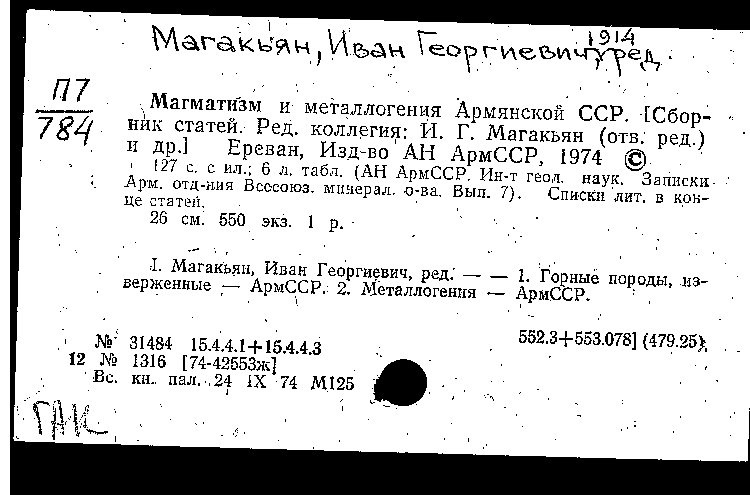 1914
Магакьян, Иван Георгиевич, ред.
П7
784
Магматизм и металлогения Армянской ССР. [Сбор-
ник статей. Ред. коллегия: И. Г. Магакьян (отв. ред.)
и др.] Ереван, Изд-во АН АрмССР, 1974 ©
127 с. с ил.; 6 л. табл. (АН АрмССР. Ин-т геол. наук. Записки
Арм. отд-ния Всесоюз. минерал. о-ва. Вып. 7). Списки лит. в кон-
це статей.
26 см. 550 экз. 1 р.
I. Магакьян, Иван Георгиевич, ред. — — 1. Горные породы, из-
верженные — АрмССР. 2. Металлогения — АрмССР.
№ 31484 15.4.4.1+15.4.4.3 552.3+553.078] (479.25)
12 № 1316 [74-42553ж]
Вс. кн. пал. 24 IX 74 М125
ГАК